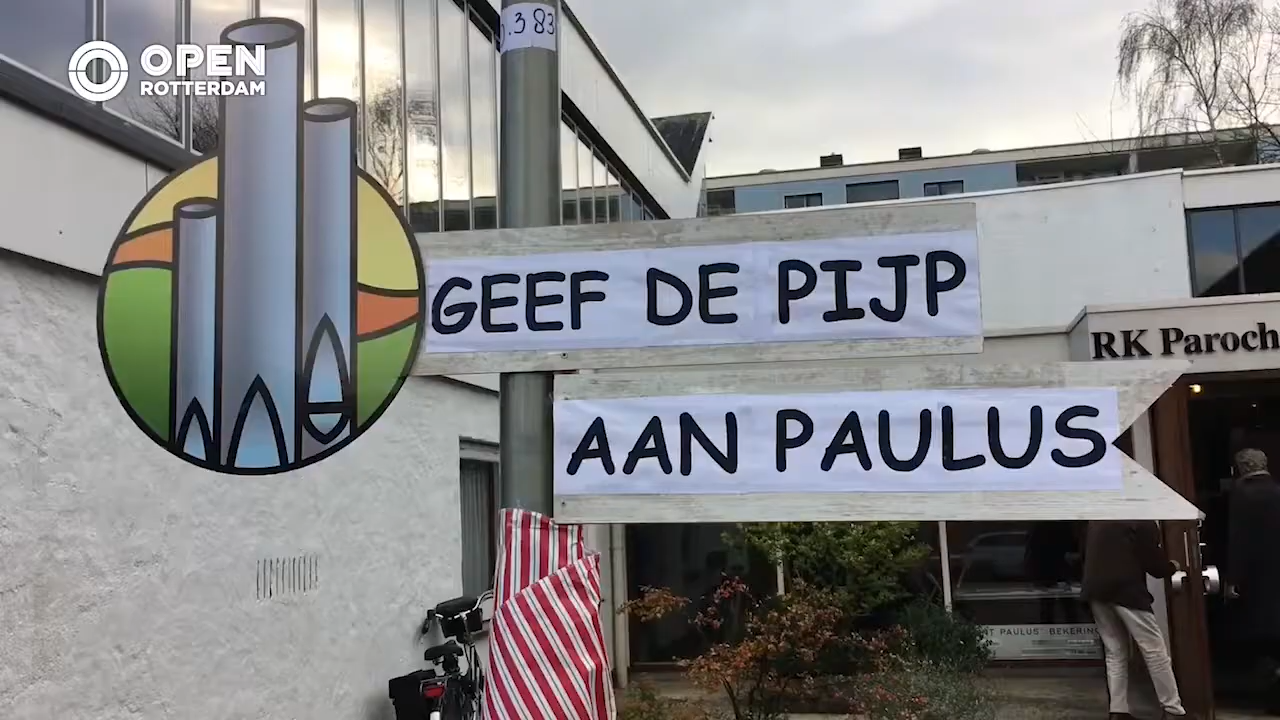 OPEN
ROTTERDAM
.383
GEEF DE PIJP
AAN PAULUS
RK Paroch
PAULUS BEKERING